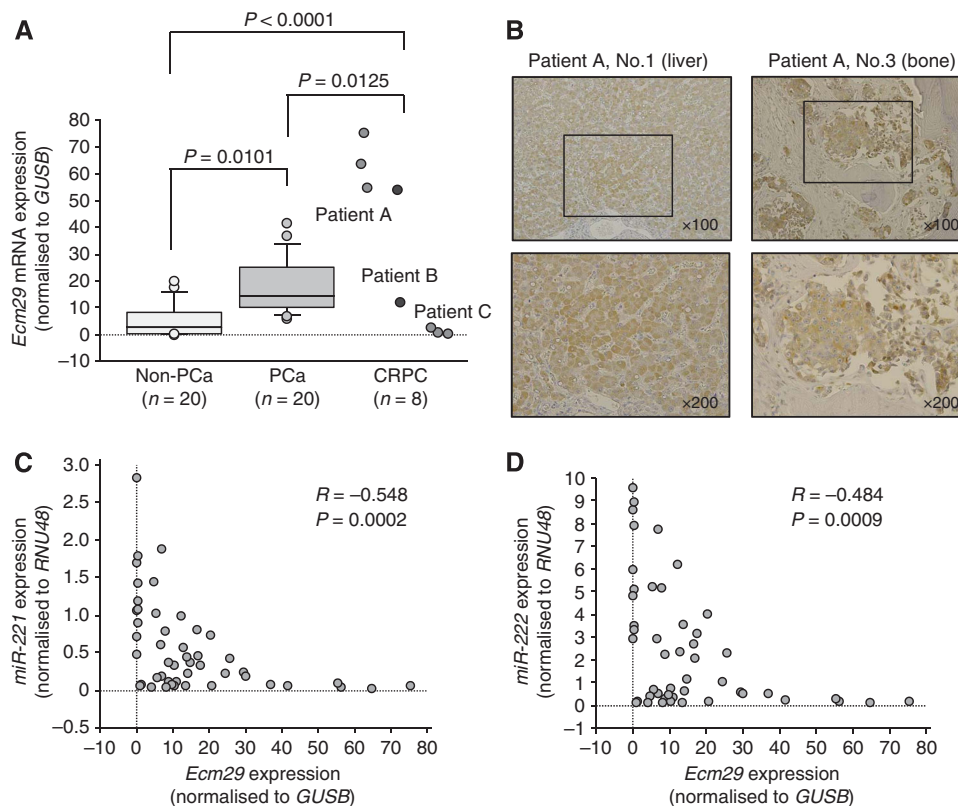 A
P < 0.0001
P = 0.0125
P = 0.0101
Ecm29 mRNA expression
(normalised to GUSB)
80
70
60
50
40
30
20
10
0
−10
Patient A
Patient B
Patient C
Non-PCa
(n = 20)
PCa
(n = 20)
CRPC
(n = 8)
B
Patient A, No.1 (liver)
Patient A, No.3 (bone)
×100
×100
×200
×200
C
miR-221 expression
(normalised to RNU48)
3.0
2.5
2.0
1.5
1.0
0.5
0
−0.5
R = −0.548
P = 0.0002
−10 0 10 20 30 40 50 60 70 80
Ecm29 expression
(normalised to GUSB)
D
miR-222 expression
(normalised to RNU48)
10
9
8
7
6
5
4
3
2
1
0
−1
R = −0.484
P = 0.0009
−10 0 10 20 30 40 50 60 70 80
Ecm29 expression
(normalised to GUSB)